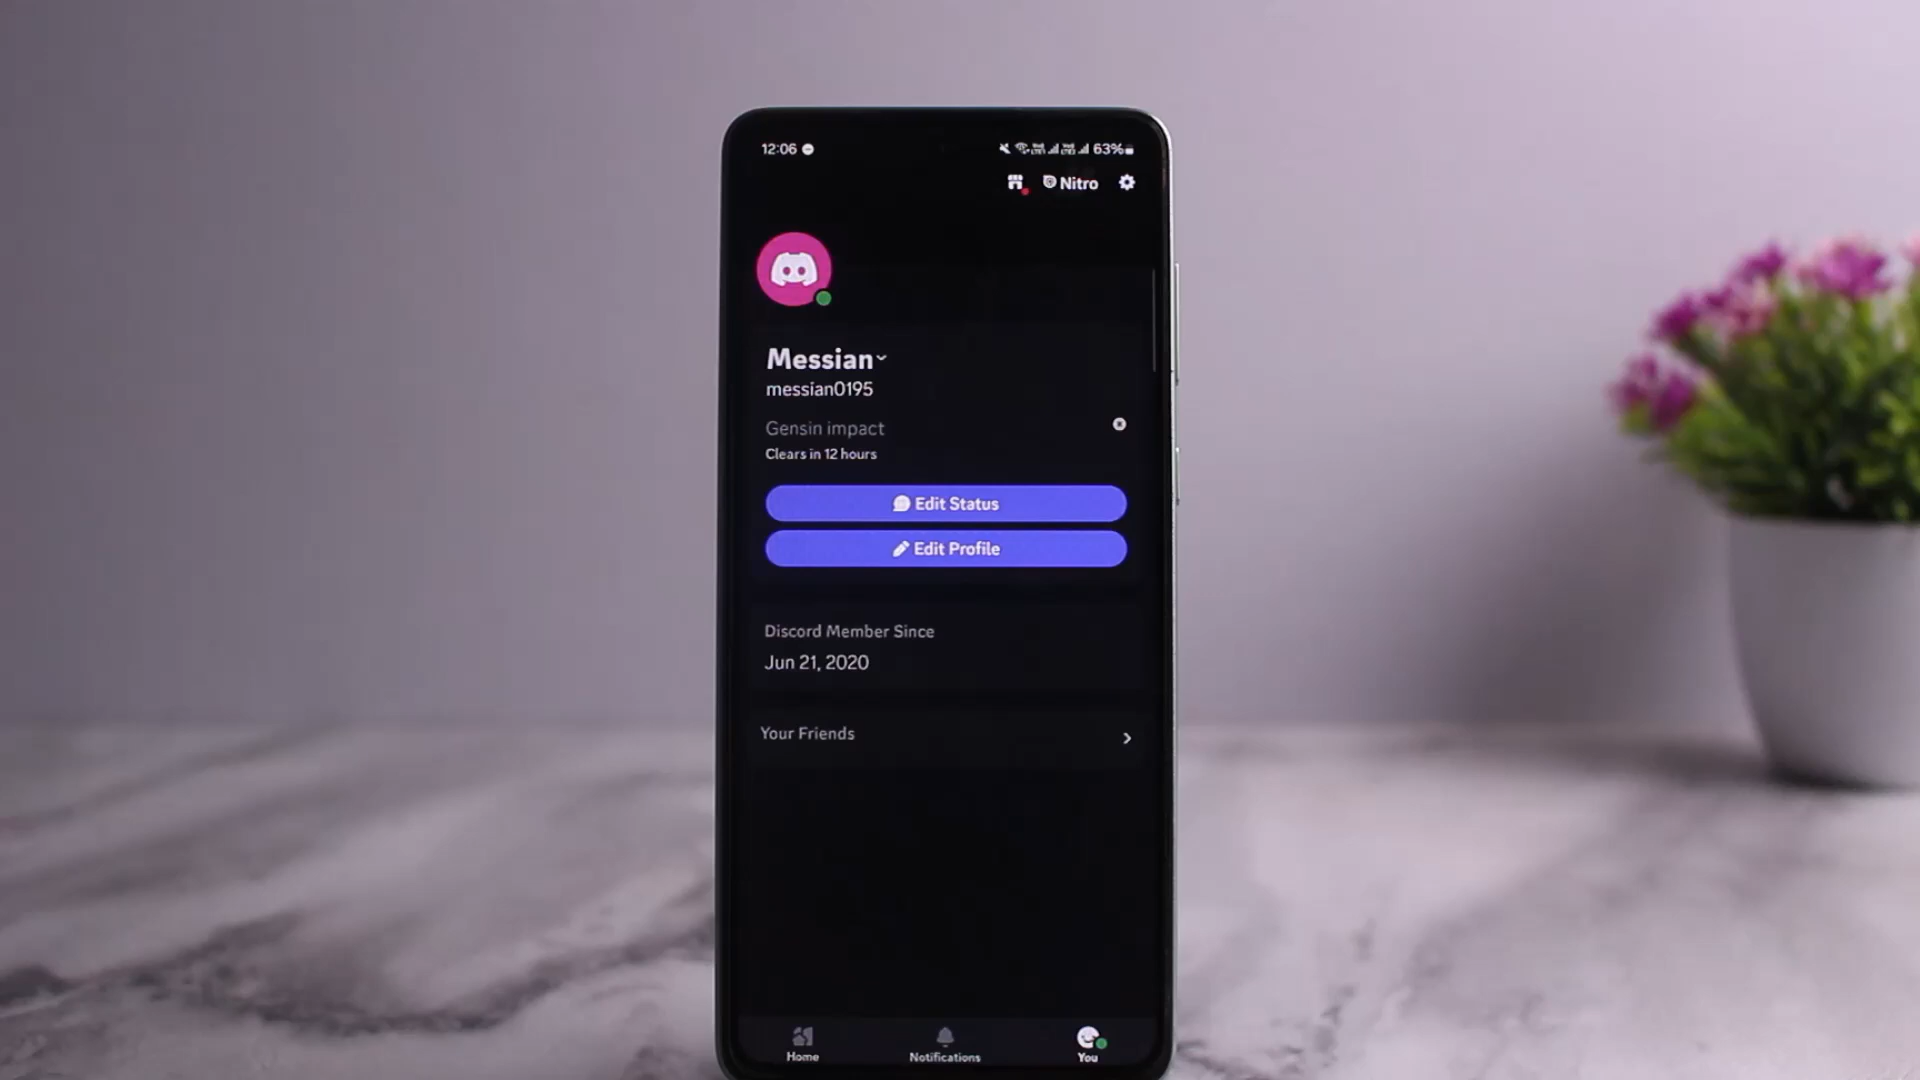 12:06 63%
Nitro
Messian
messian0195
Gensin impact
Clears in 12 hours
Edit Status
Edit Profile
Discord Member Since
Jun 21, 2020
Your Friends
Home Notifications You